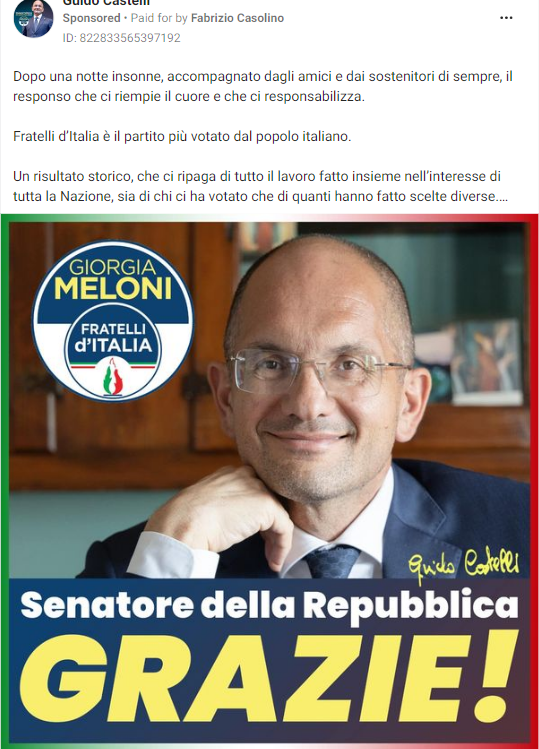 Guido Castelli
Sponsored • Paid for by Fabrizio Casolino
ID: 822833565397192
Dopo una notte insonne, accompagnato dagli amici e dai sostenitori di sempre, il
responso che ci riempie il cuore e che ci responsabilizza.
Fratelli d’Italia è il partito più votato dal popolo italiano.
Un risultato storico, che ci ripaga di tutto il lavoro fatto insieme nell’interesse di
tutta la Nazione, sia di chi ci ha votato che di quanti hanno fatto scelte diverse....
GIORGIA
MELONI
FRATELLI
d’ITALIA
Guido Castelli
Senatore della Repubblica
GRAZIE!